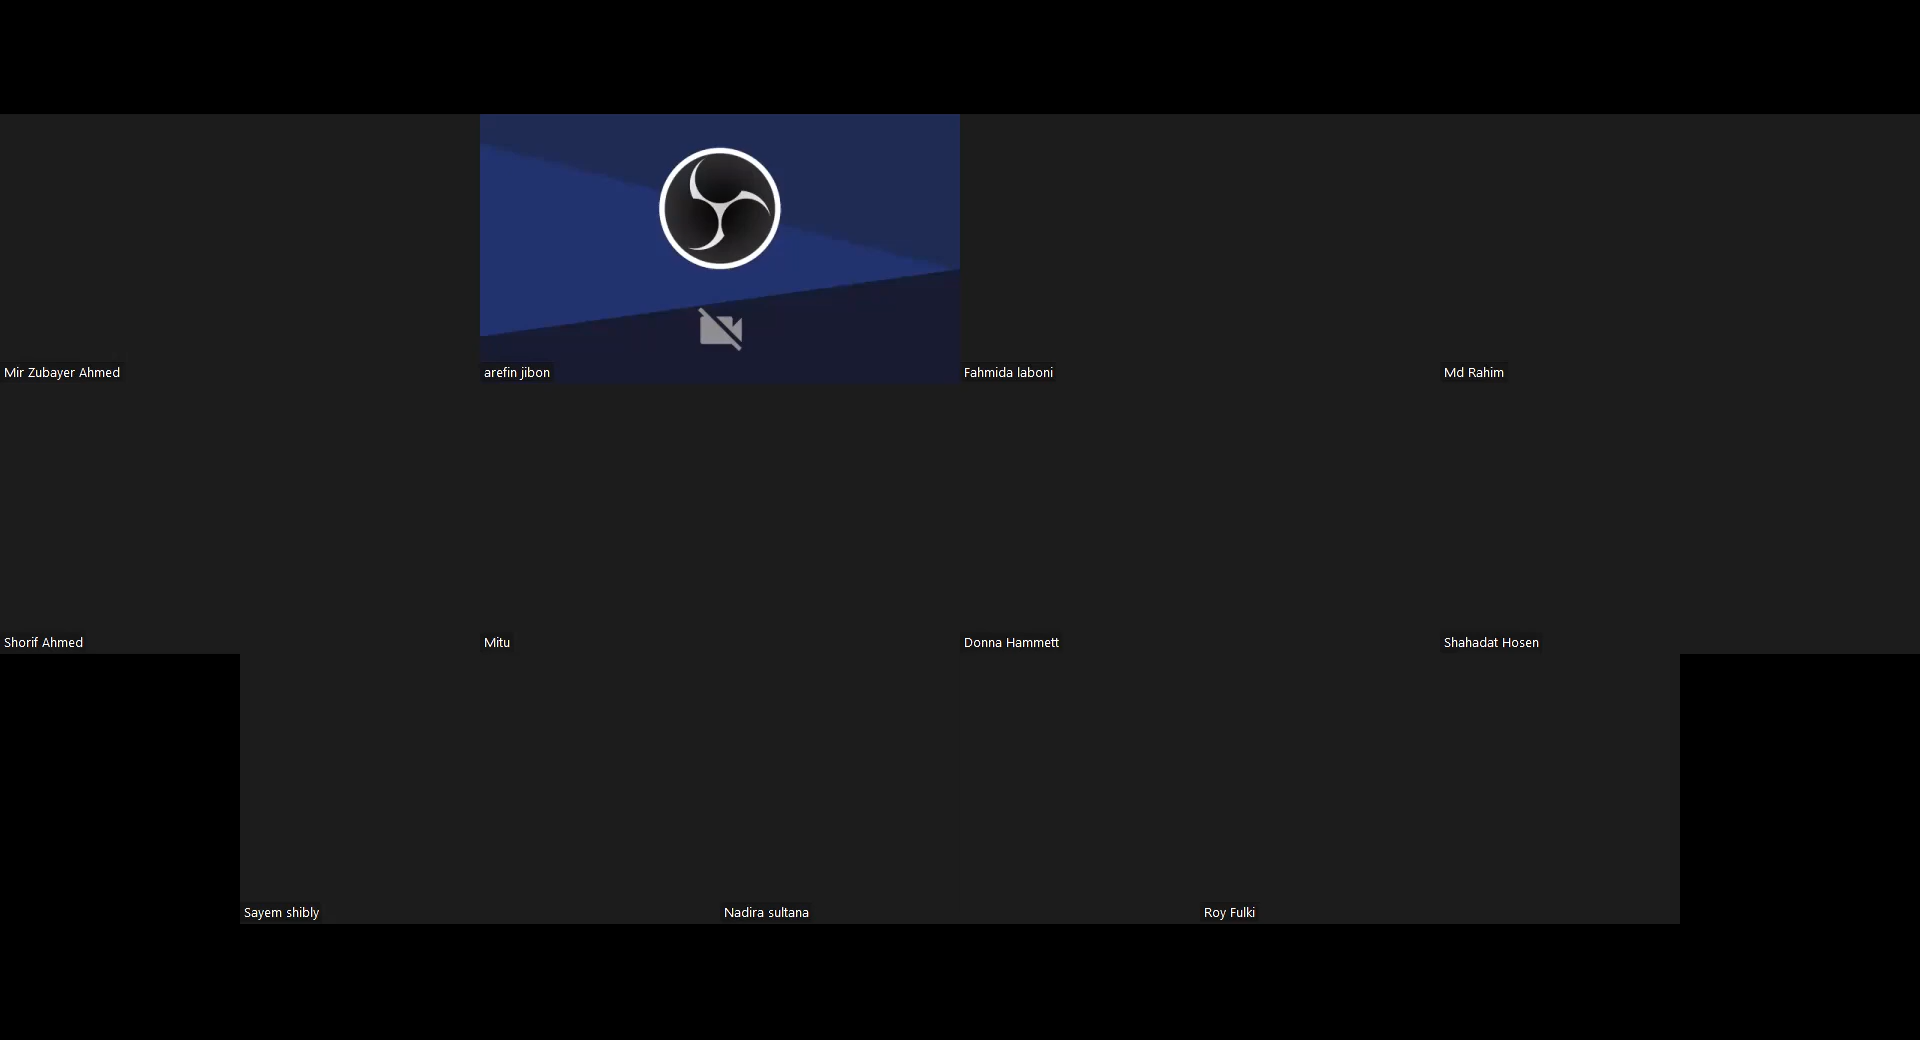 Mir Zubayer Ahmed
arefin jibon
Fahmida laboni
Md Rahim
Shorif Ahmed
Mitu
Donna Hammett
Shahadat Hosen
Sayem shibly
Nadira sultana
Roy Fulki